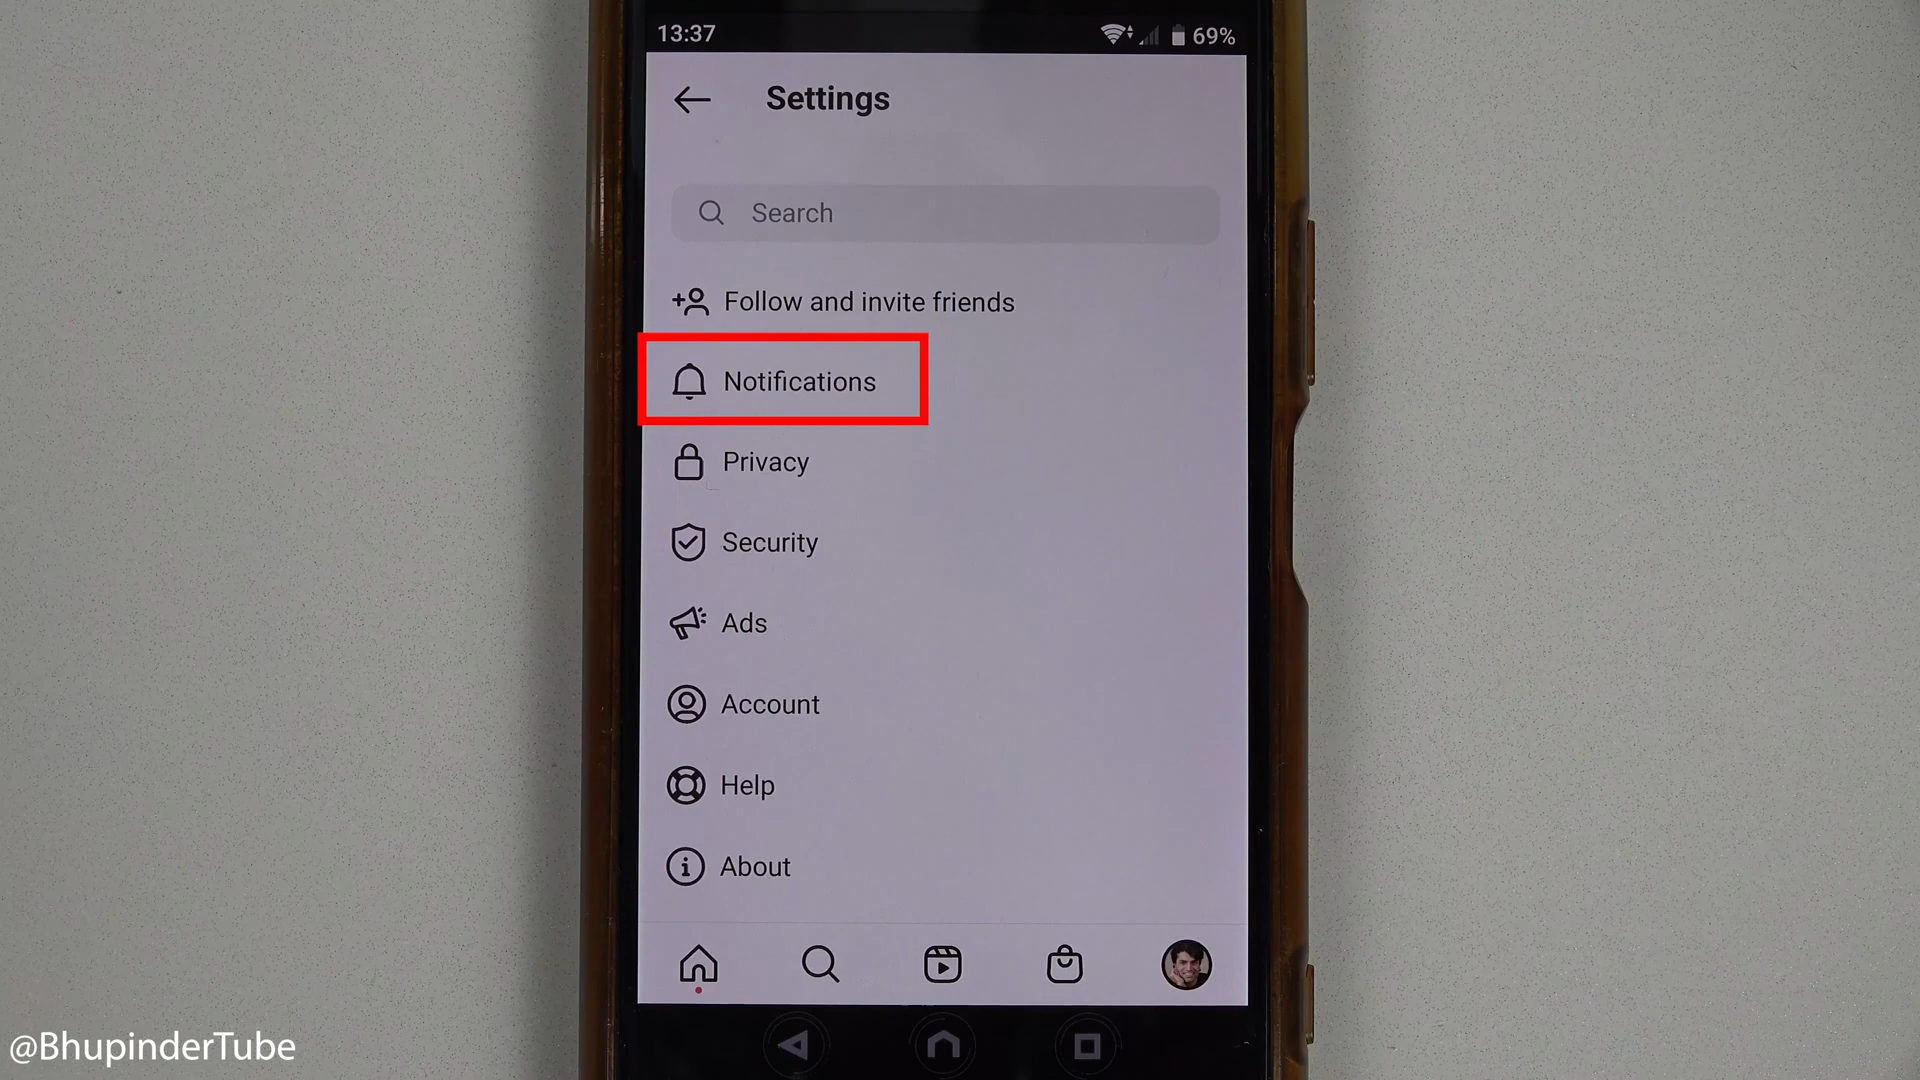 13:37 69%
Settings
Search
Follow and invite friends
Notifications
Privacy
Security
Ads
Account
Help
About
@BhupinderTube